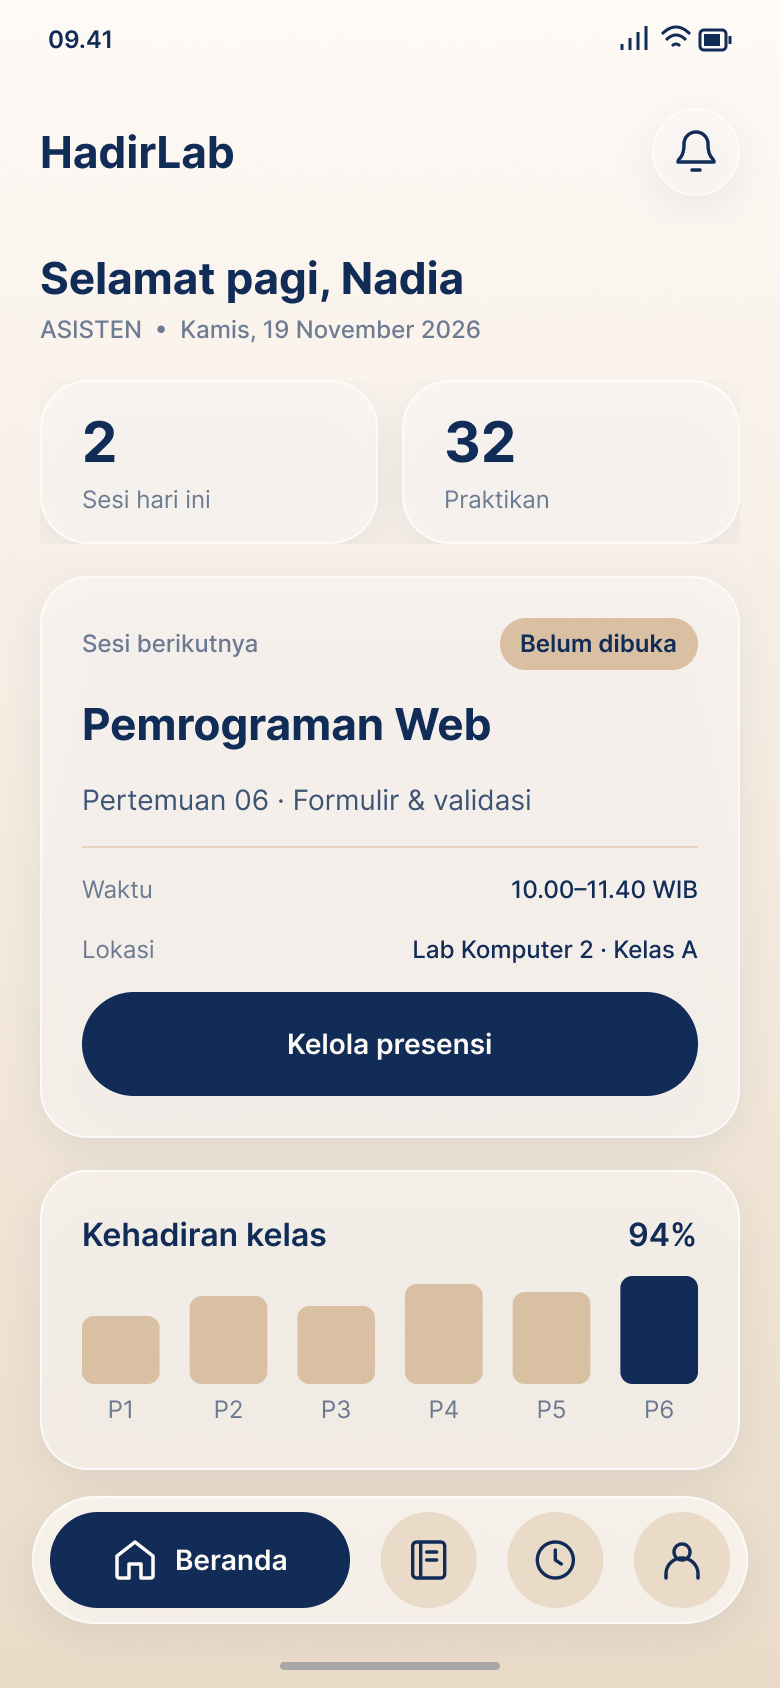 09.41
HadirLab
Selamat pagi, Nadia
ASISTEN • Kamis, 19 November 2026
2
Sesi hari ini
32
Praktikan
Sesi berikutnya
Belum dibuka
Pemrograman Web
Pertemuan 06 · Formulir & validasi
Waktu
10.00–11.40 WIB
Lokasi
Lab Komputer 2 · Kelas A
Kelola presensi
Kehadiran kelas
94%
P1 P2 P3 P4 P5 P6
Beranda